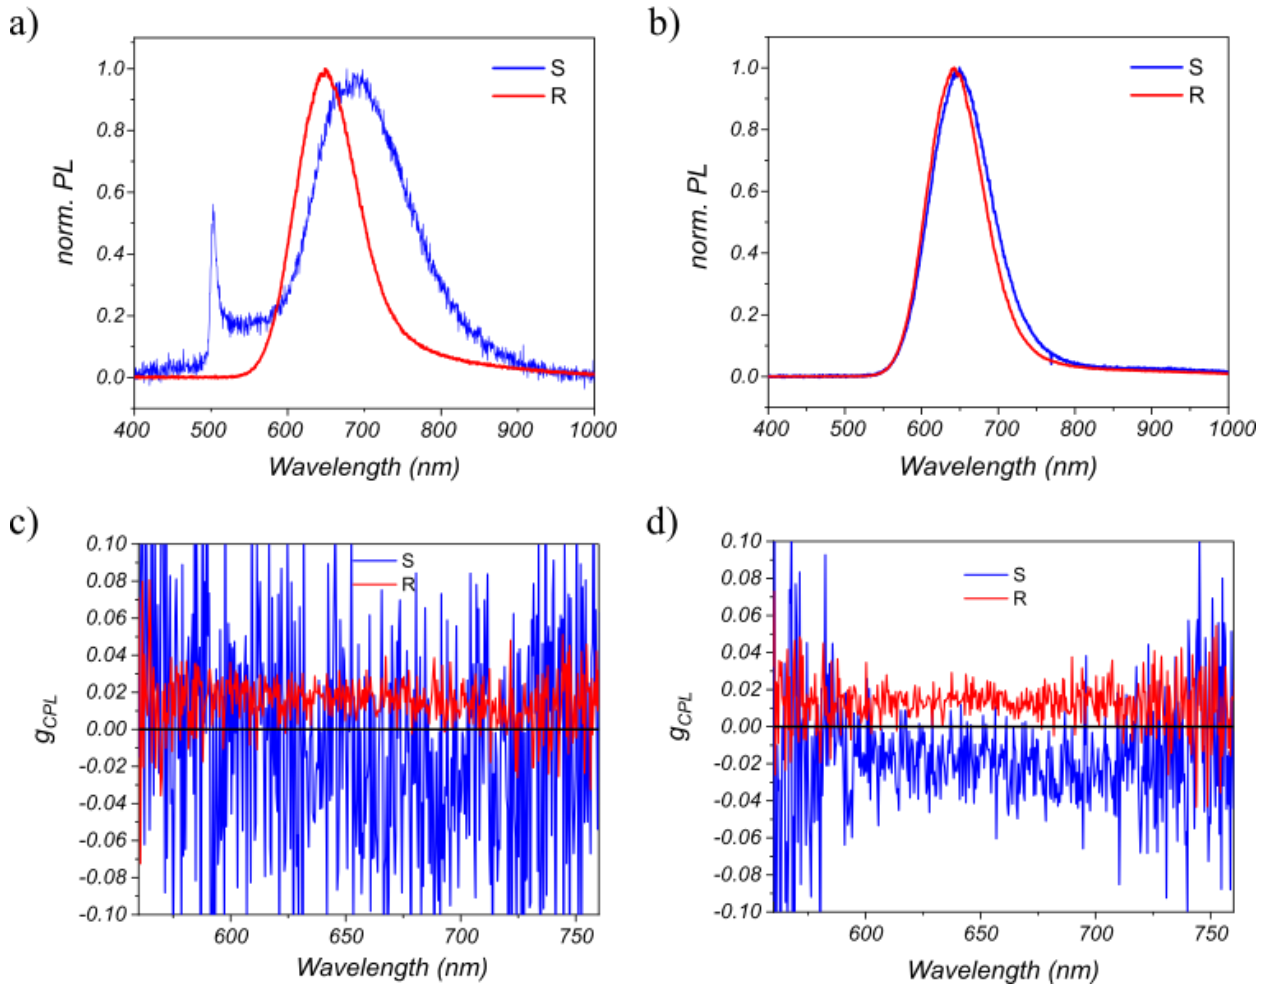 a)
S
R
norm. PL
1.0
0.8
0.6
0.4
0.2
0.0
400 500 600 700 800 900 1000
Wavelength (nm)
b)
S
R
norm. PL
1.0
0.8
0.6
0.4
0.2
0.0
400 500 600 700 800 900 1000
Wavelength (nm)
c)
S
R
gCPL
0.10
0.08
0.06
0.04
0.02
0.00
-0.02
-0.04
-0.06
-0.08
-0.10
600 650 700 750
Wavelength (nm)
d)
S
R
gCPL
0.10
0.08
0.06
0.04
0.02
0.00
-0.02
-0.04
-0.06
-0.08
-0.10
600 650 700 750
Wavelength (nm)